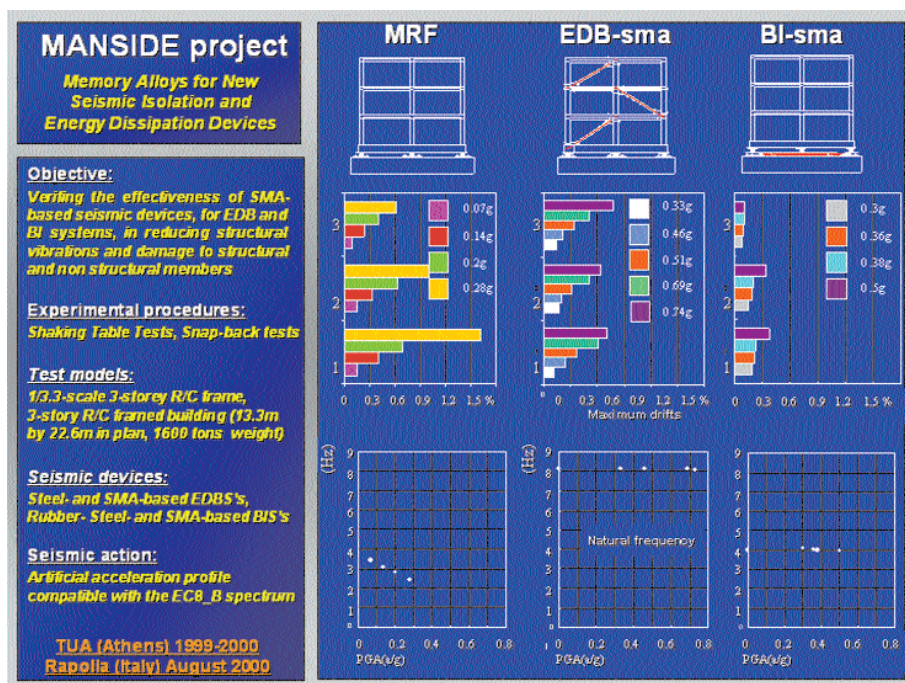 MANSIDE project
Memory Alloys for New
Seismic Isolation and
Energy Dissipation Devices
Objective:
Verifing the effectiveness of SMA-
based seismic devices, for EDB and
BI systems, in reducing structural
vibrations and damage to structural
and non structural members
Experimental procedures:
Shaking Table Tests, Snap-back tests
Test models:
1/3.3-scale 3-storey R/C frame,
3-story R/C framed building (13.3m
by 22.6m in plan, 1600 tons weight)
Seismic devices:
Steel- and SMA-based EDBS's,
Rubber- Steel- and SMA-based BIS's
Seismic action:
Artificial acceleration profile
compatible with the EC8_B spectrum
TUA (Athens) 1999-2000
Rapolla (Italy) August 2000
MRF
EDB-sma
BI-sma
3
2
1
0.07g
0.14g
0.2g
0.28g
0 0.3 0.6 0.9 1.2 1.5 %
3
2
1
0.33g
0.46g
0.51g
0.69g
0.74g
0 0.3 0.6 0.9 1.2 1.5 %
Maximum drifts
3
2
1
0.3g
0.36g
0.38g
0.5g
0 0.3 0.6 0.9 1.2 1.5 %
(Hz)
9
8
7
6
5
4
3
2
1
0
0 0.2 0.4 0.6 0.8
PGA(a/g)
(Hz)
9
8
7
6
5
4
3
2
1
Natural frequency
0 0.2 0.4 0.6 0.8
PGA(a/g)
9
8
7
6
5
4
3
2
1
0
0 0.2 0.4 0.6 0.8
PGA(a/g)